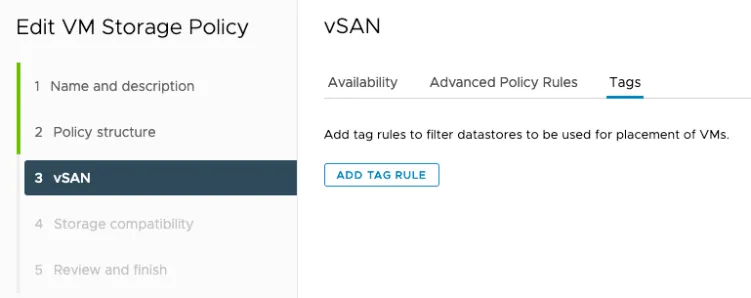 Edit VM Storage Policy
1 Name and description
2 Policy structure
3 vSAN
4 Storage compatibility
5 Review and finish
vSAN
Availability Advanced Policy Rules Tags
Add tag rules to filter datastores to be used for placement of VMs.
ADD TAG RULE